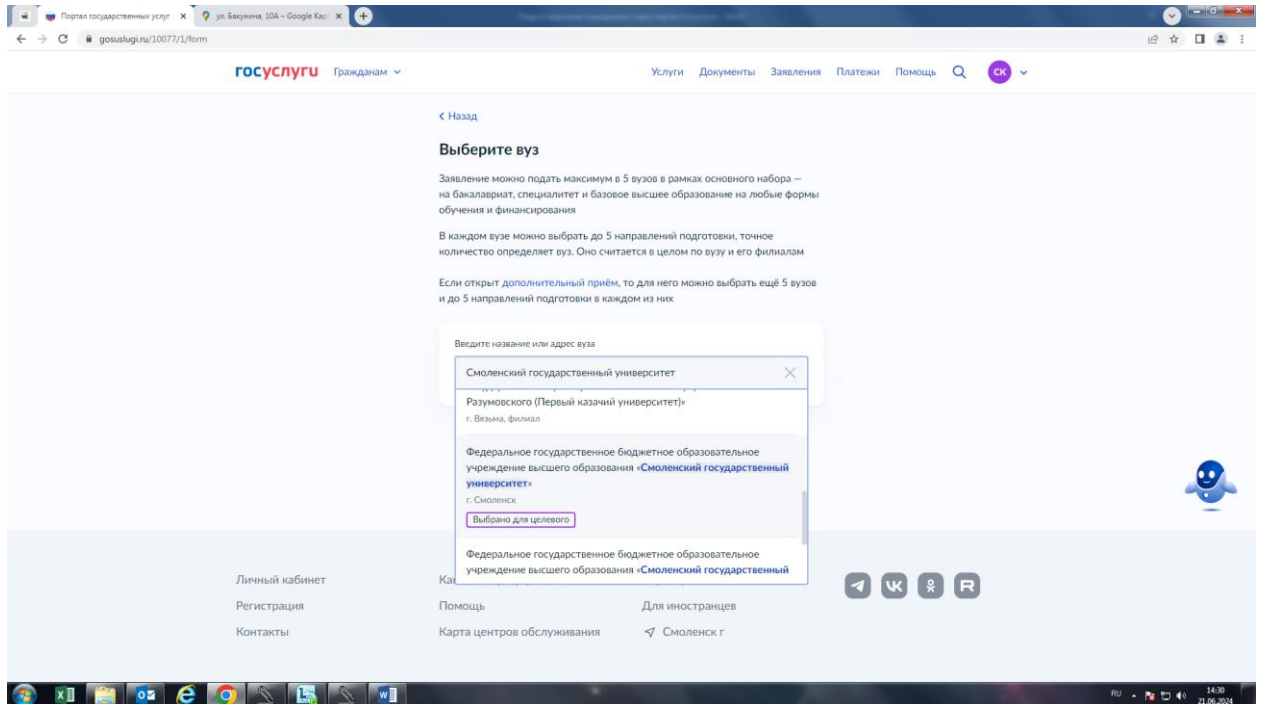 Портал государственных услуг
ул. Бакунина, 10А – Google Кар
gosuslugi.ru/10077/1/form
госуслуги Гражданам
Услуги Документы Заявления Платежи Помощь СК
Назад
Выберите вуз
Заявление можно подать максимум в 5 вузов в рамках основного набора —
на бакалавриат, специалитет и базовое высшее образование на любые формы
обучения и финансирования
В каждом вузе можно выбрать до 5 направлений подготовки, точное
количество определяет вуз. Оно считается в целом по вузу и его филиалам
Если открыт дополнительный приём, то для него можно выбрать ещё 5 вузов
и до 5 направлений подготовки в каждом из них
Введите название или адрес вуза
Смоленский государственный университет
Разумовского (Первый казачий университет)»
г. Вязьма, филиал
Федеральное государственное бюджетное образовательное
учреждение высшего образования «Смоленский государственный
университет»
г. Смоленск
Выбрано для целевого
Федеральное государственное бюджетное образовательное
учреждение высшего образования «Смоленский государственный
Личный кабинет
Регистрация Помощь Для иностранцев
Контакты Карта центров обслуживания Смоленск г
RU
14:30
21.06.2024